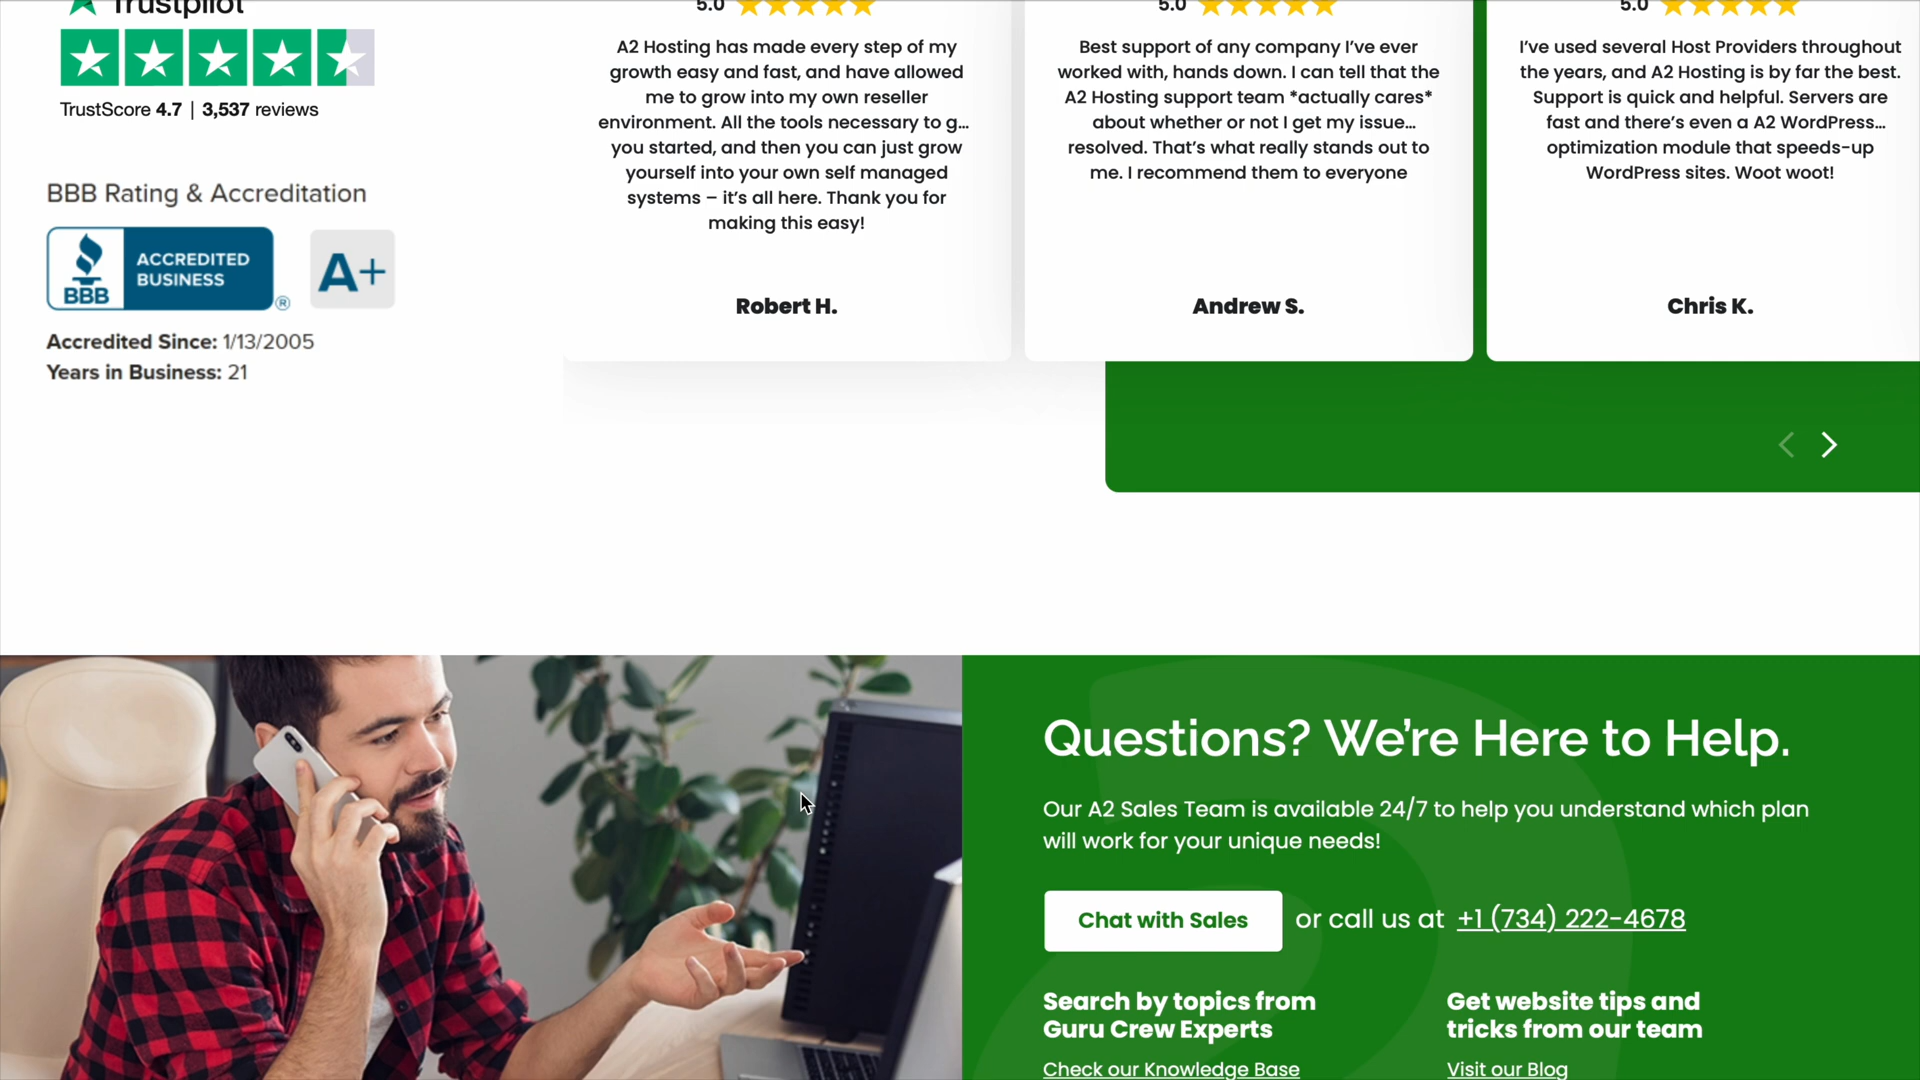 Trustpilot
TrustScore 4.7 | 3,537 reviews
BBB Rating & Accreditation
BBB
ACCREDITED
BUSINESS
®
A+
Accredited Since: 1/13/2005
Years in Business: 21
5.0
A2 Hosting has made every step of my
growth easy and fast, and have allowed
me to grow into my own reseller
environment. All the tools necessary to g...
you started, and then you can just grow
yourself into your own self managed
systems – it’s all here. Thank you for
making this easy!
Robert H.
5.0
Best support of any company I’ve ever
worked with, hands down. I can tell that the
A2 Hosting support team *actually cares*
about whether or not I get my issue...
resolved. That’s what really stands out to
me. I recommend them to everyone
Andrew S.
5.0
I’ve used several Host Providers throughout
the years, and A2 Hosting is by far the best.
Support is quick and helpful. Servers are
fast and there’s even a A2 WordPress...
optimization module that speeds-up
WordPress sites. Woot woot!
Chris K.
Questions? We’re Here to Help.
Our A2 Sales Team is available 24/7 to help you understand which plan
will work for your unique needs!
Chat with Sales or call us at +1 (734) 222-4678
Search by topics from
Guru Crew Experts
Check our Knowledge Base
Get website tips and
tricks from our team
Visit our Blog